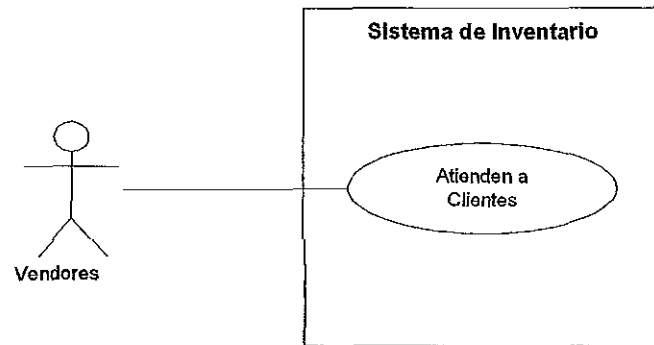 Sistema de Inventario
Atienden a
Clientes
Vendores